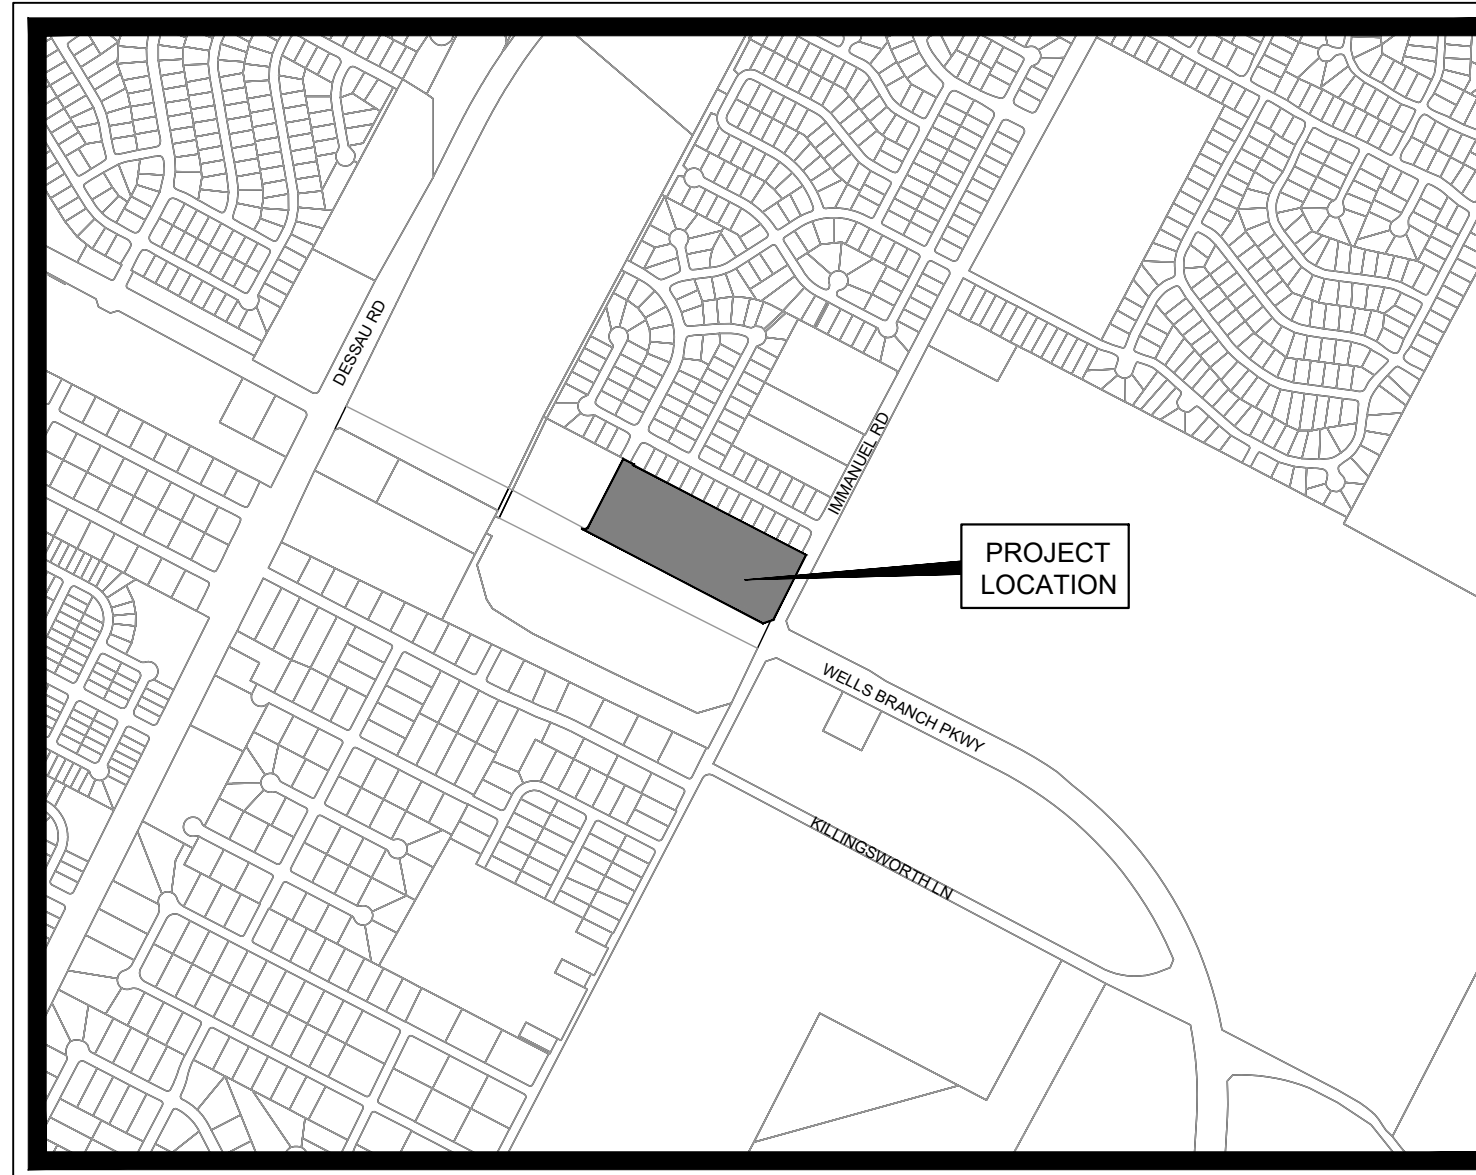 DESSAU RD
IMMANUEL RD
PROJECT
LOCATION
WELLS BRANCH PKWY
KILLINGSWORTH LN